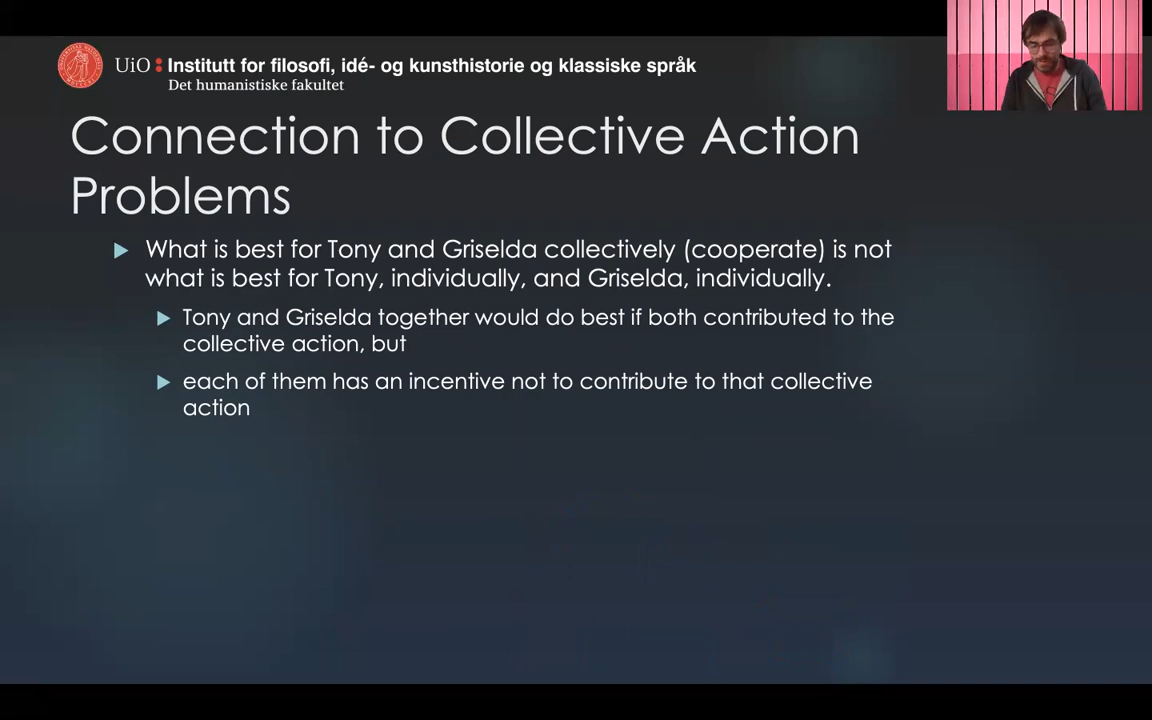 UiO : Institutt for filosofi, idé- og kunsthistorie og klassiske språk
Det humanistiske fakultet
Connection to Collective Action
Problems
What is best for Tony and Griselda collectively (cooperate) is not
what is best for Tony, individually, and Griselda, individually.
Tony and Griselda together would do best if both contributed to the
collective action, but
each of them has an incentive not to contribute to that collective
action